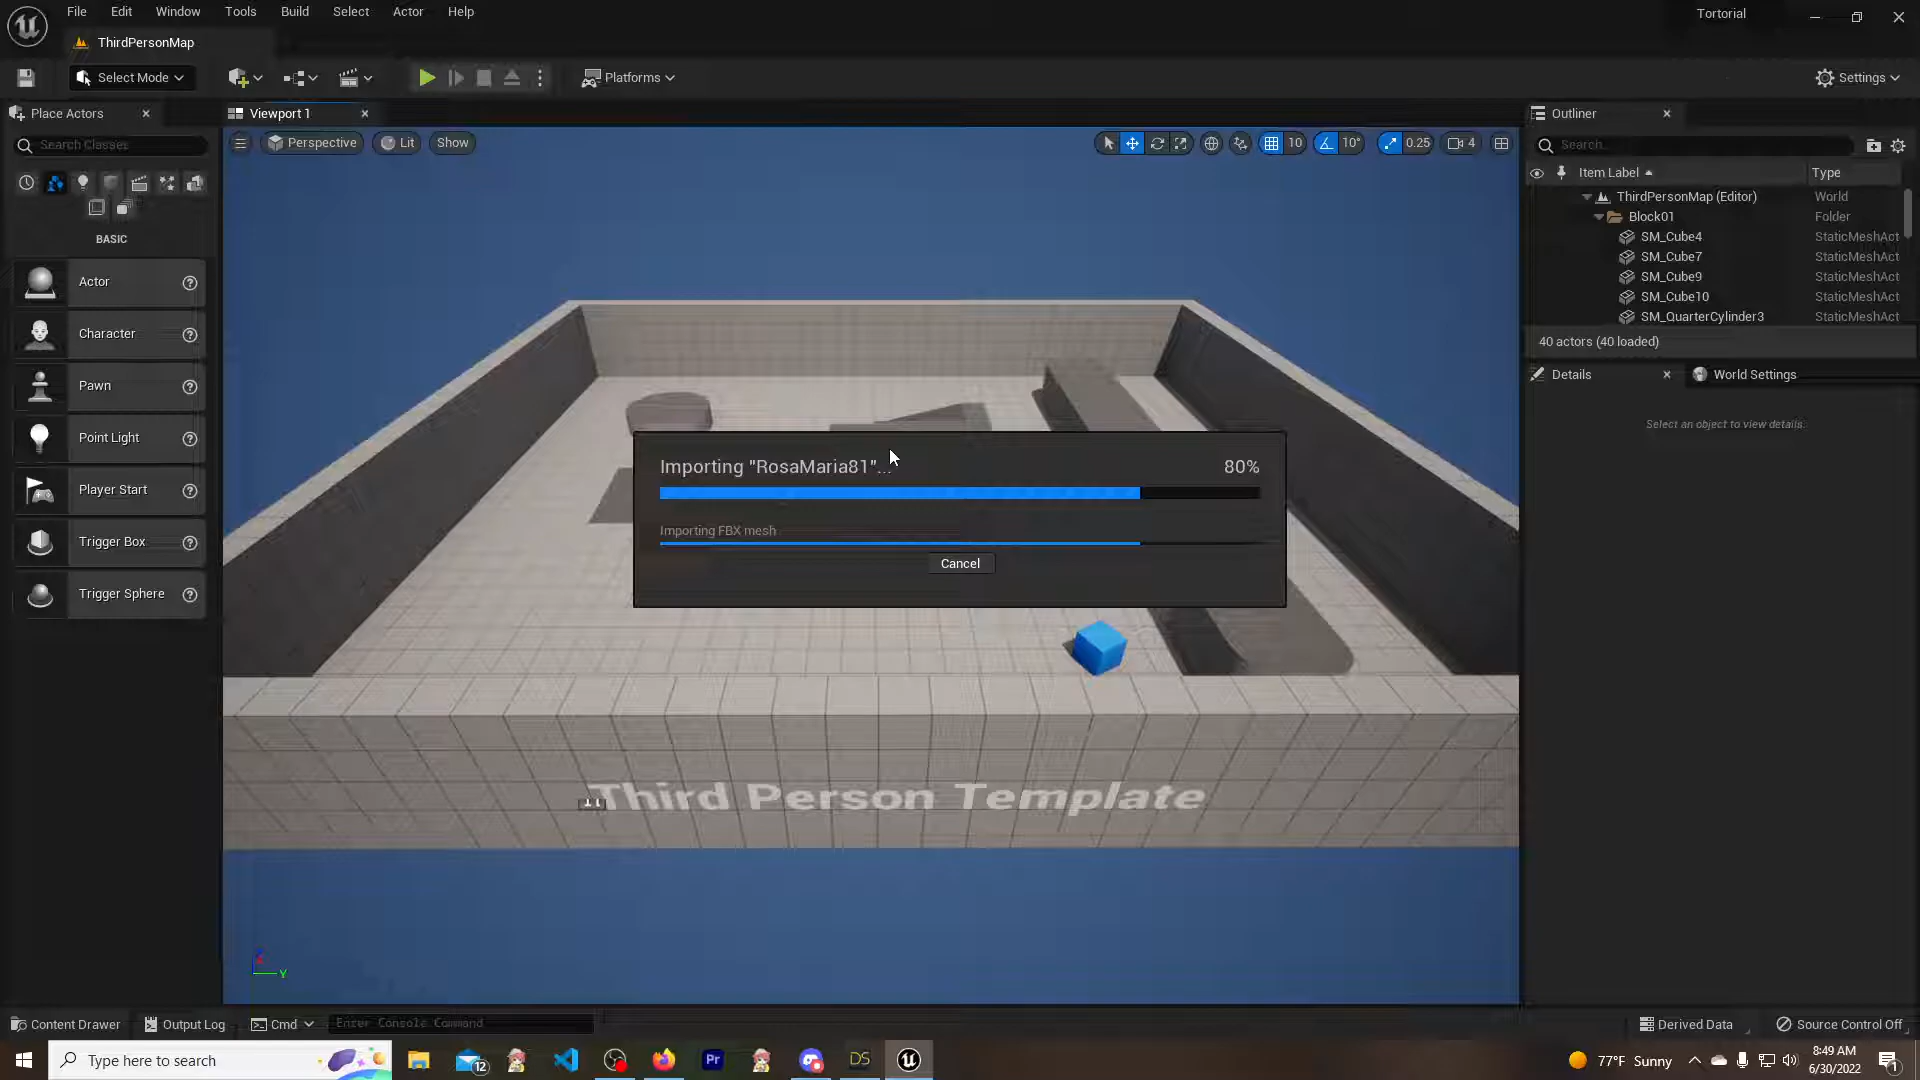 File Edit Window Tools Build Select Actor Help
Tortorial
ThirdPersonMap
Select Mode
Platforms
Settings
Place Actors
Viewport 1
Outliner
Search Classes
Perspective
Lit
Show
10
10°
0.25
4
Search...
Item Label
Type
ThirdPersonMap (Editor) World
Block01 Folder
SM_Cube4 StaticMeshAct
SM_Cube7 StaticMeshAct
SM_Cube9 StaticMeshAct
SM_Cube10 StaticMeshAct
SM_QuarterCylinder3 StaticMeshAct
40 actors (40 loaded)
Details
World Settings
Select an object to view details.
BASIC
Actor
Character
Pawn
Point Light
Player Start
Trigger Box
Trigger Sphere
Importing "RosaMaria81"... 80%
Importing FBX mesh
Cancel
Third Person Template
Z
Y
Content Drawer
Output Log
Cmd
Enter Console Command
Derived Data
Source Control Off
Type here to search
12
Pr
DS
77°F Sunny
8:49 AM
6/30/2022
1